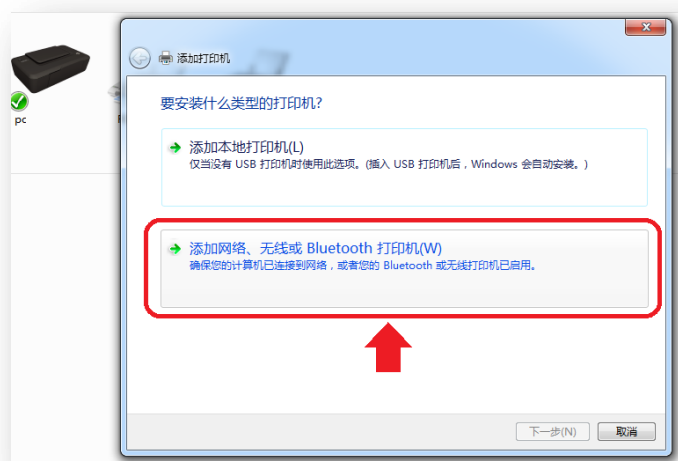 添加打印机
pc
要安装什么类型的打印机?
添加本地打印机(L)
仅当没有 USB 打印机时使用此选项。(插入 USB 打印机后，Windows 会自动安装。)
添加网络、无线或 Bluetooth 打印机(W)
确保您的计算机已连接到网络，或者您的 Bluetooth 或无线打印机已启用。
下一步(N)
取消